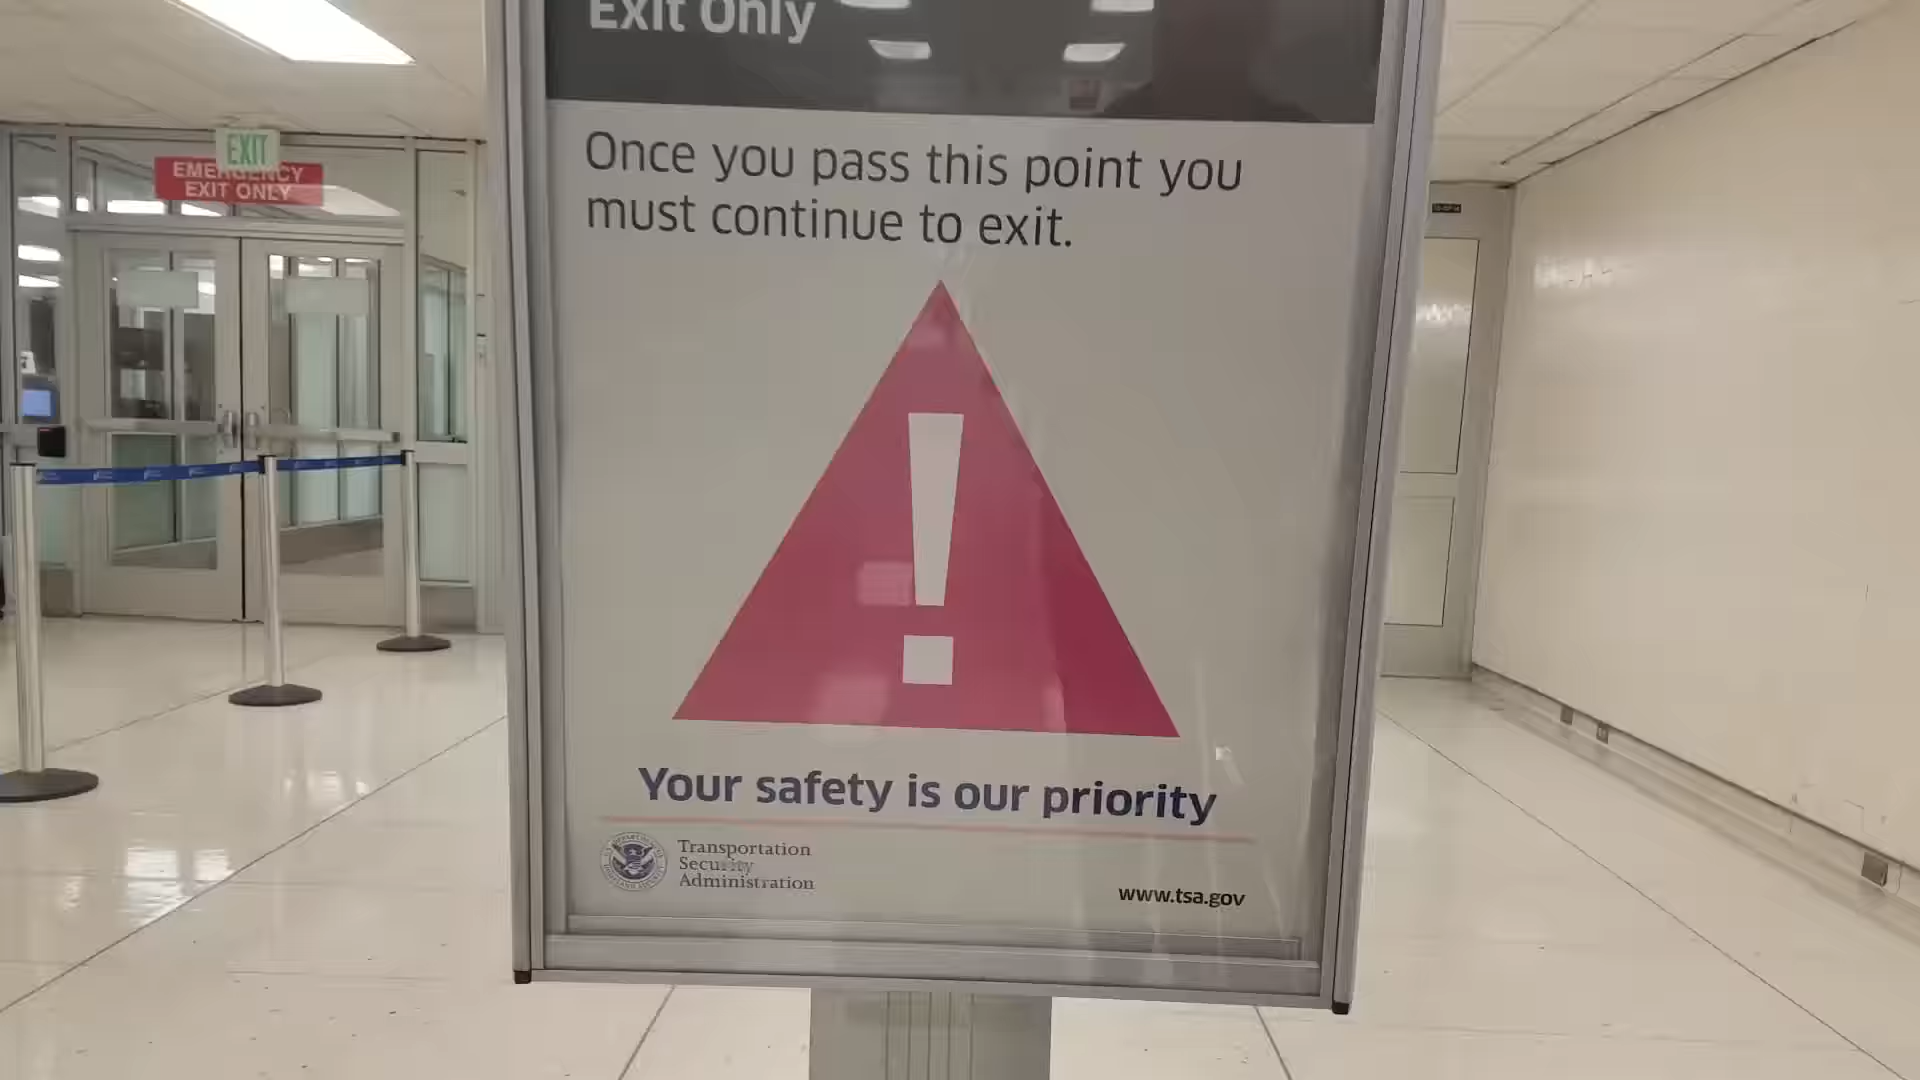 Exit Only
EXIT
EMERGENCY
EXIT ONLY
Once you pass this point you
must continue to exit.
!
Your safety is our priority
Transportation
Security
Administration
www.tsa.gov